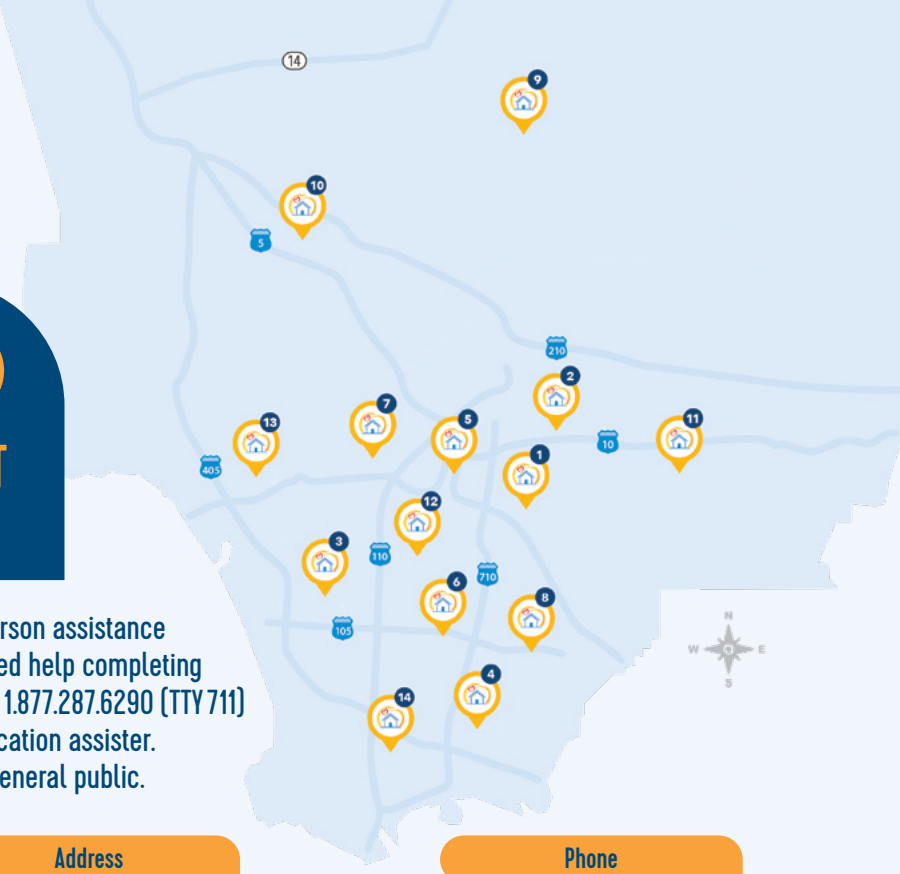 14
9
10
5
210
2
7
5
13
11
10
1
405
12
3
110
710
6
8
105
4
14
N
W E
S
rson assistance
ed help completing
1.877.287.6290 (TTY 711)
cation assister.
eneral public.
Address
Phone